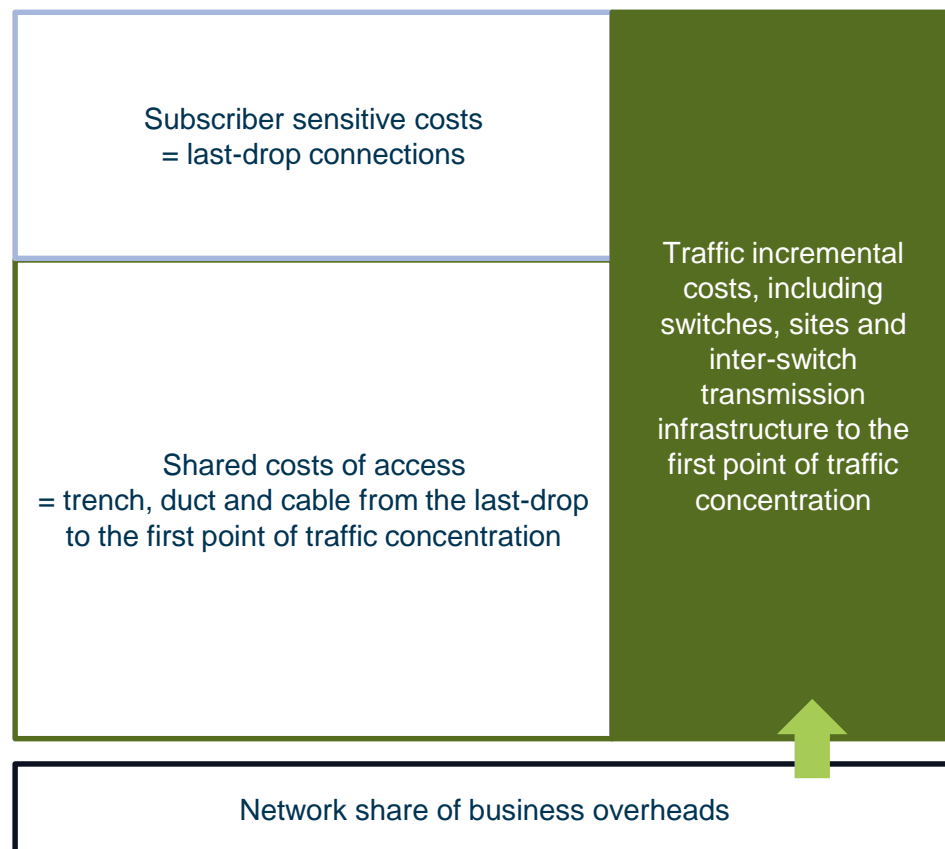 Subscriber sensitive costs
= last-drop connections
Shared costs of access
= trench, duct and cable from the last-drop
to the first point of traffic concentration
Traffic incremental
costs, including
switches, sites and
inter-switch
transmission
infrastructure to the
first point of traffic
concentration
Network share of business overheads